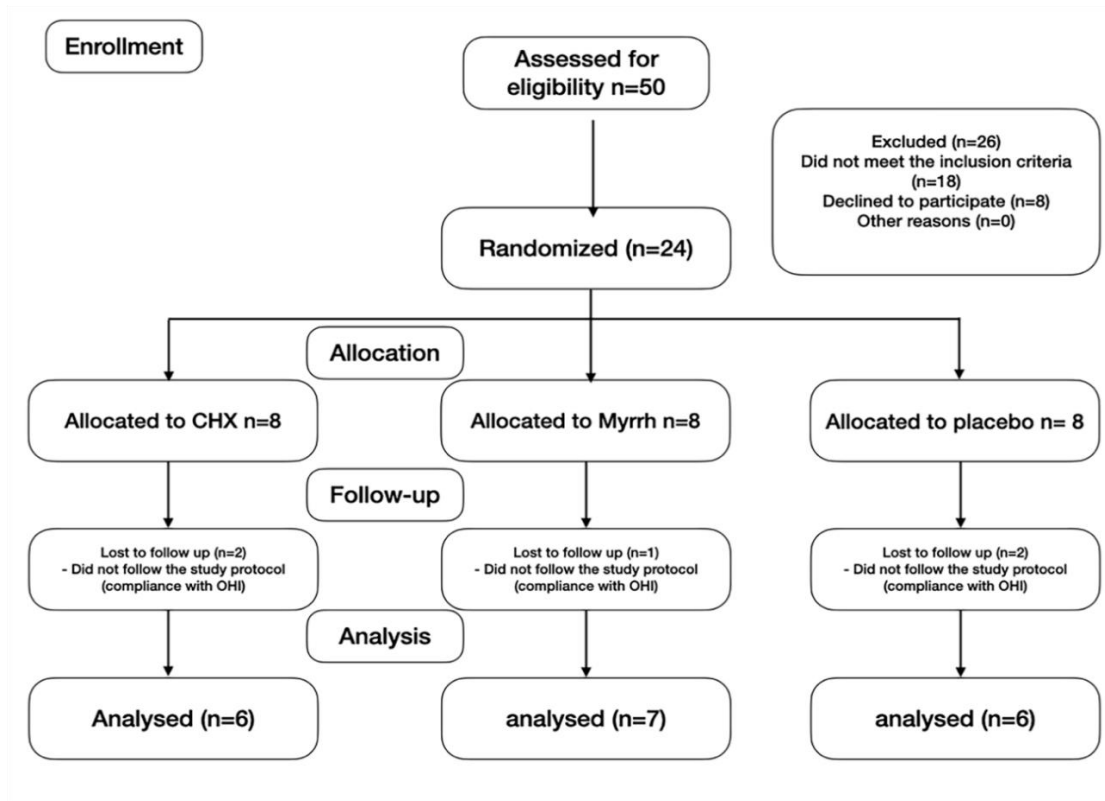 Enrollment
Assessed for
eligibility n=50
Excluded (n=26)
Did not meet the inclusion criteria
(n=18)
Declined to participate (n=8)
Other reasons (n=0)
Randomized (n=24)
Allocation
Allocated to CHX n=8
Allocated to Myrrh n=8
Allocated to placebo n= 8
Follow-up
Lost to follow up (n=2)
- Did not follow the study protocol
(compliance with OHI)
Lost to follow up (n=1)
- Did not follow the study protocol
(compliance with OHI)
Lost to follow up (n=2)
- Did not follow the study protocol
(compliance with OHI)
Analysis
Analysed (n=6)
analysed (n=7)
analysed (n=6)